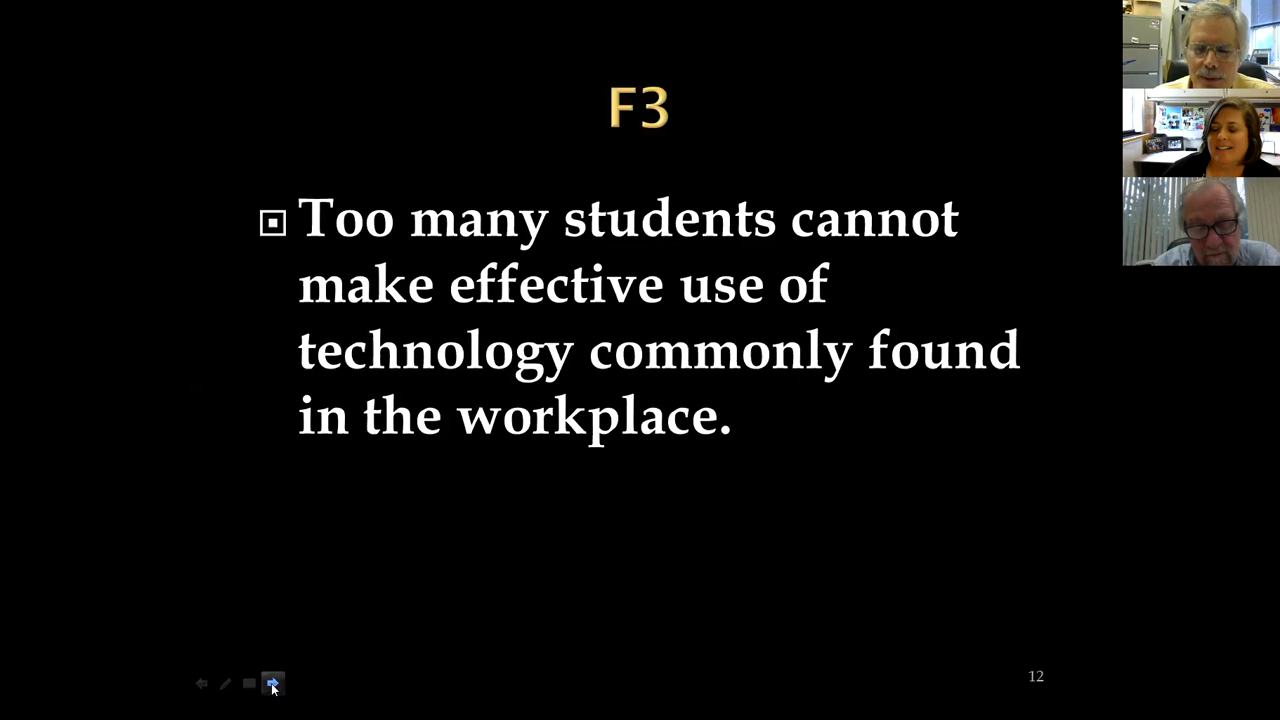 F3
Too many students cannot
make effective use of
technology commonly found
in the workplace.
12